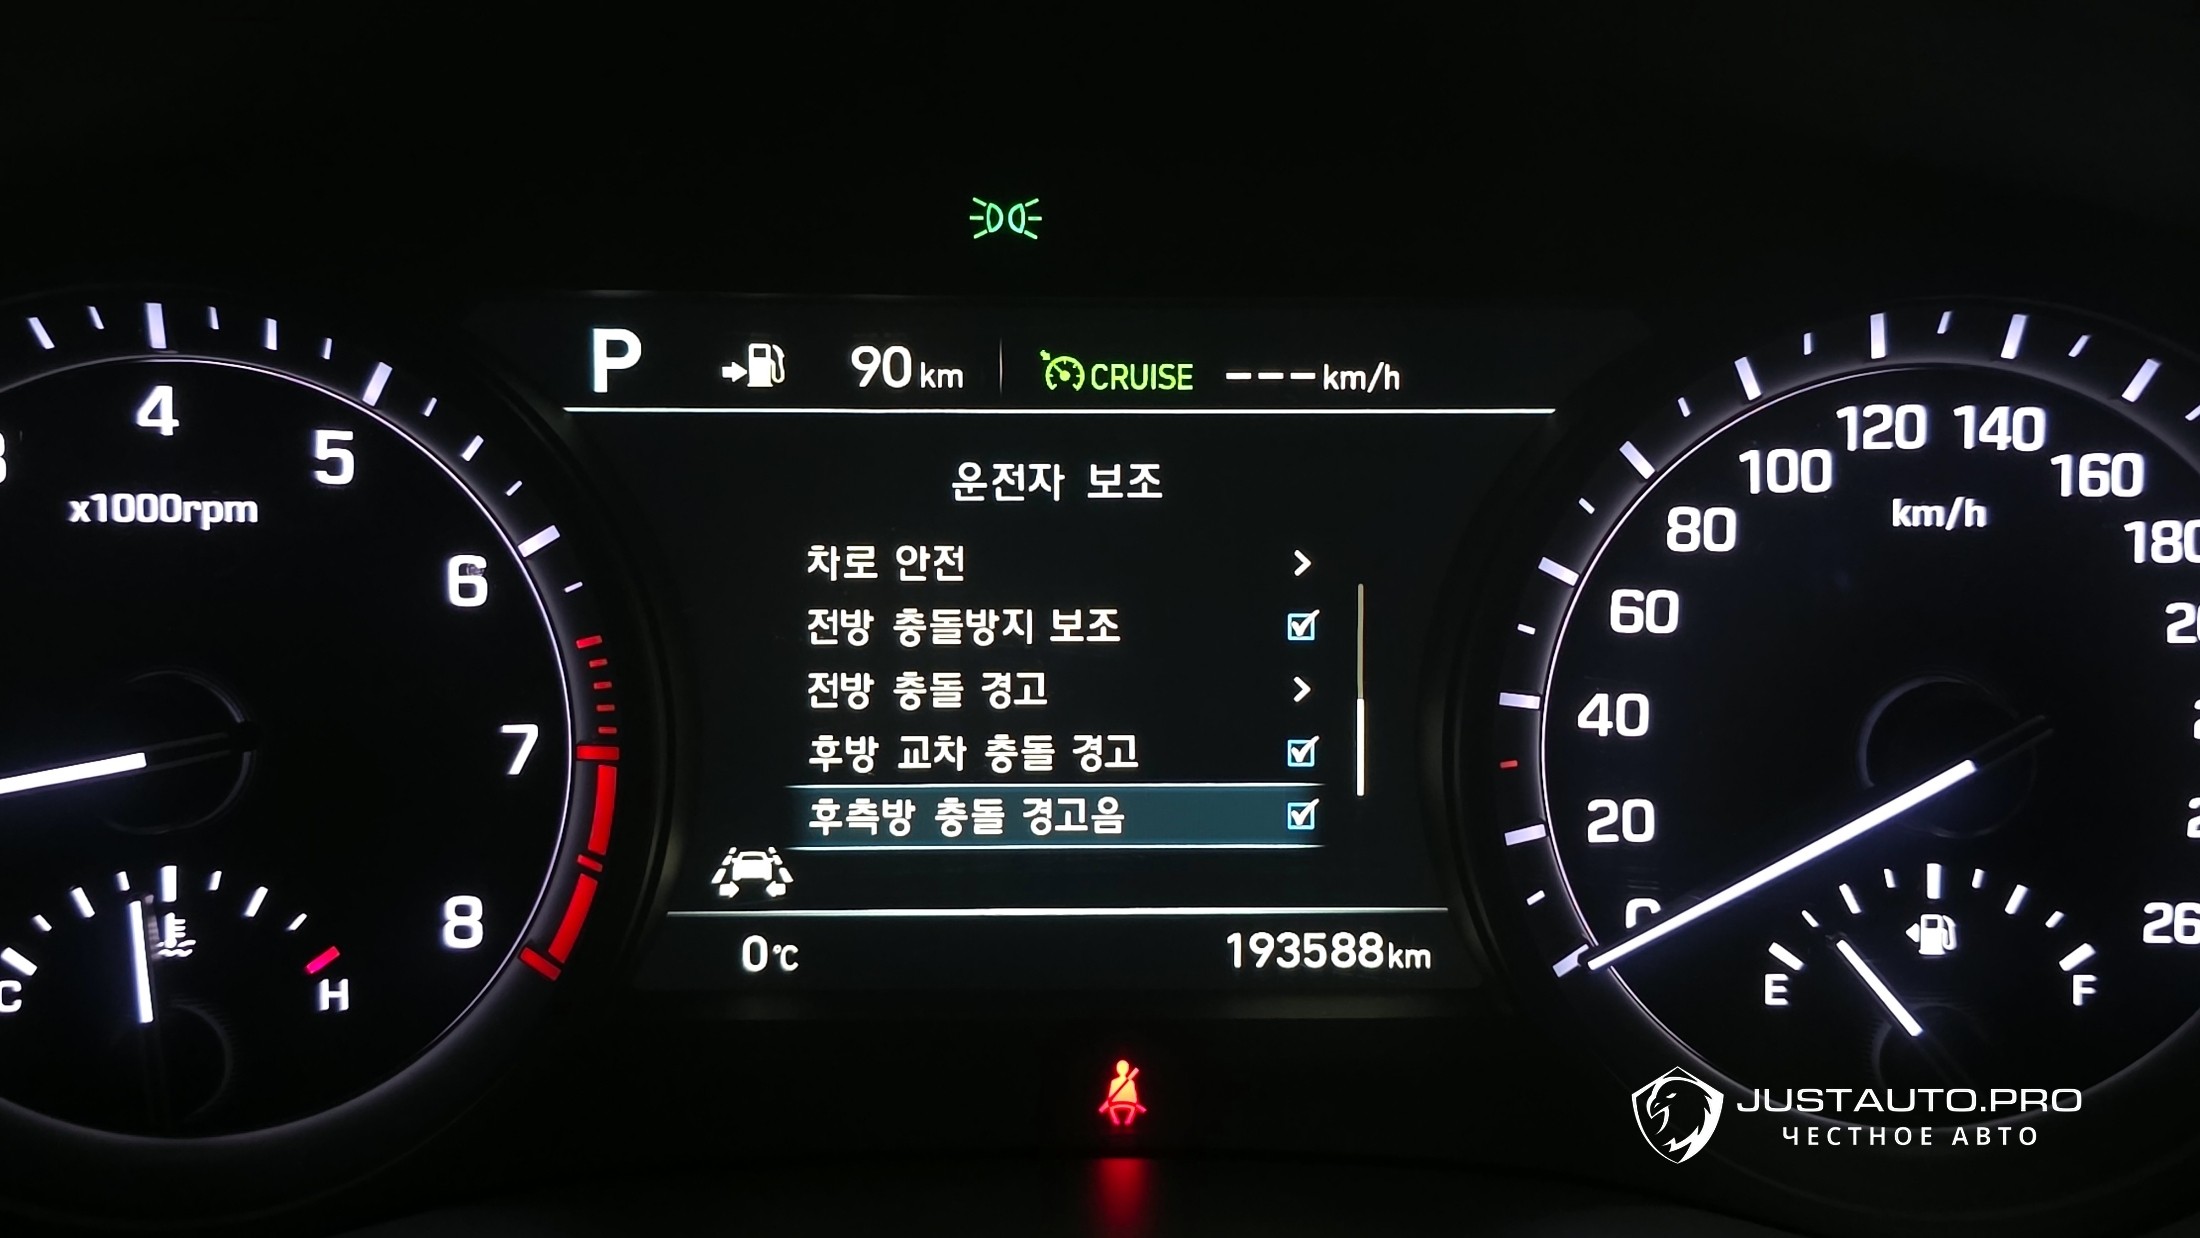 P 90 km CRUISE ---km/h
운전자 보조
차로 안전 >
전방 충돌방지 보조
전방 충돌 경고 >
후방 교차 충돌 경고
후측방 충돌 경고음
0°C 193588km
4
5
x1000rpm
6
7
8
C H
0
20
40
60
80
100
120
140
160
km/h
E F
JUSTAUTO.PRO
ЧЕСТНОЕ АВТО